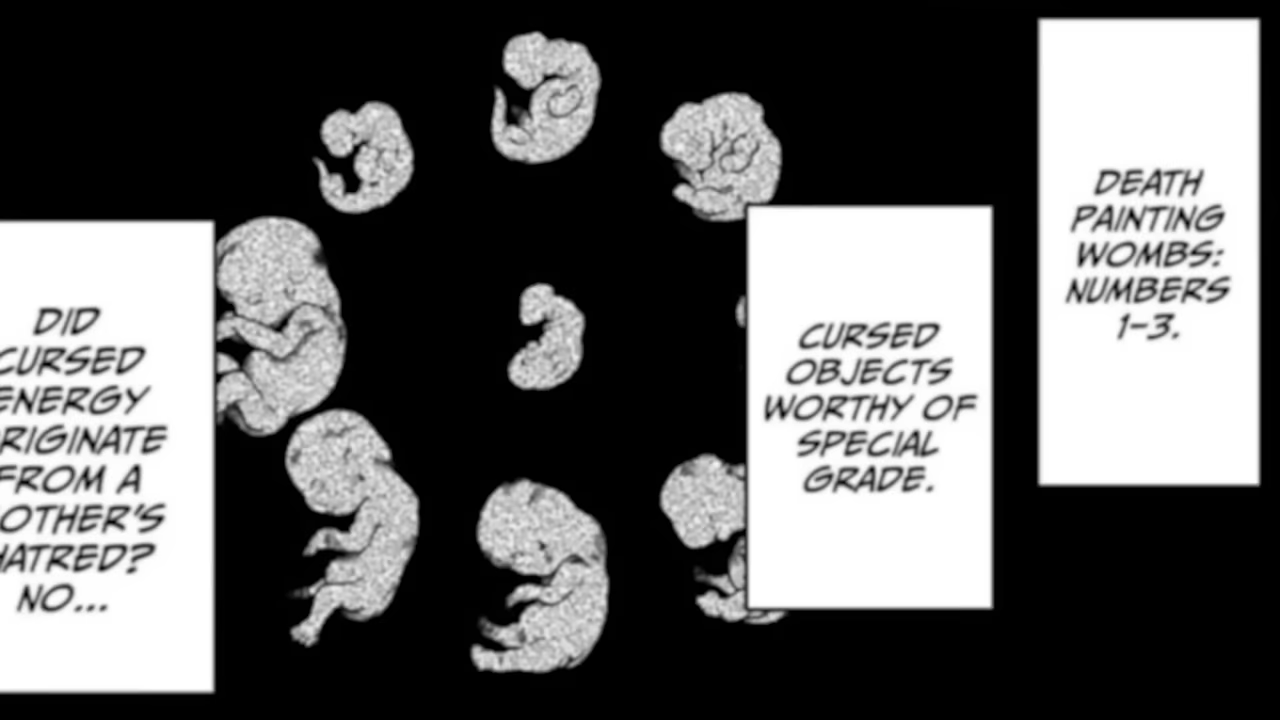 DEATH
PAINTING
WOMBS:
NUMBERS
1-3.
CURSED
OBJECTS
WORTHY OF
SPECIAL
GRADE.
DID
CURSED
ENERGY
RIGINATE
FROM A
OTHER'S
HATRED?
NO...